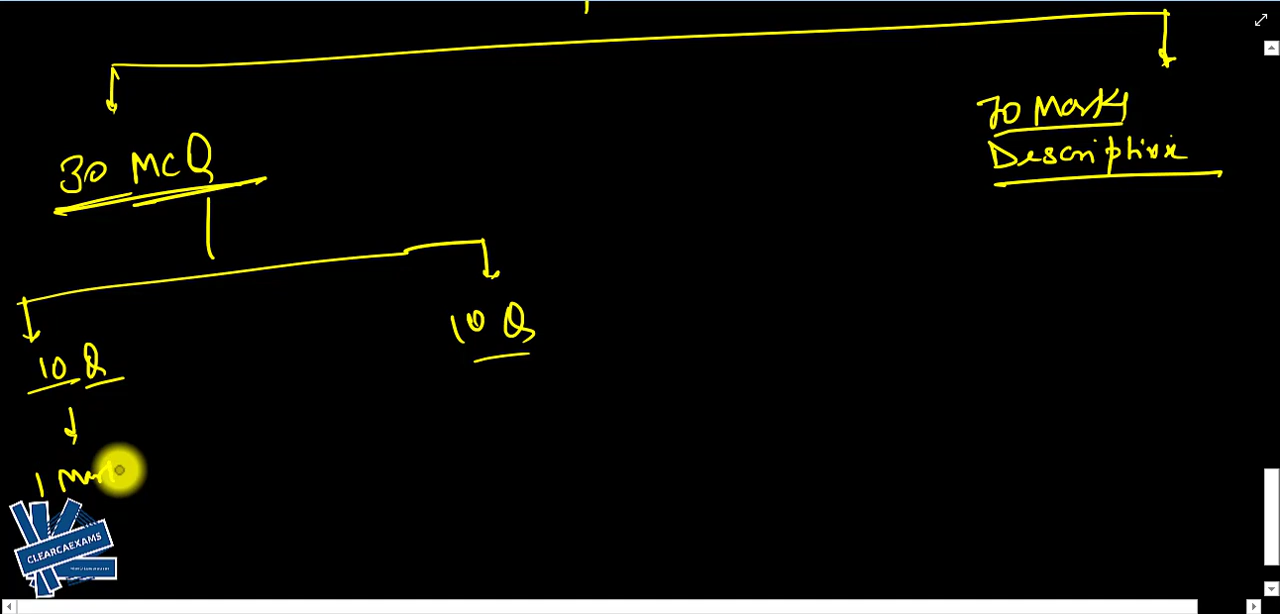 70 Marks
Descriptive
30 MCQ
10 Q
10 Q
1 Mark
CLEARCAEXAMS